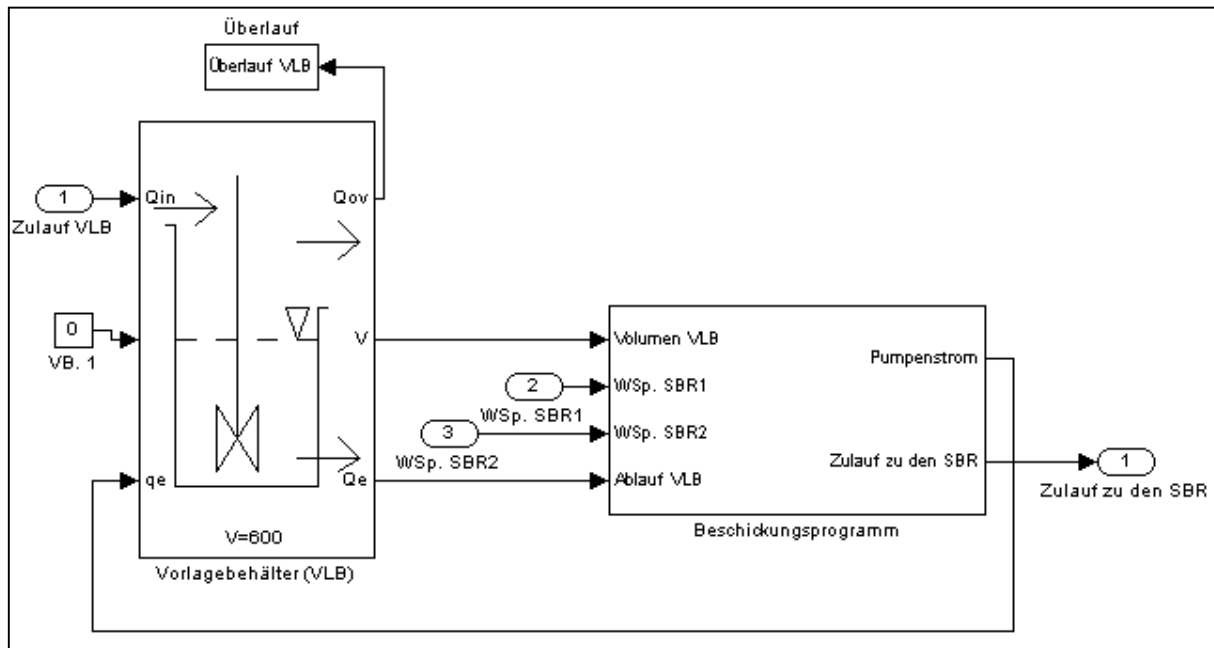 Überlauf
Überlauf VLB
1
Zulauf VLB
Qin
Qov
0
VB. 1
V
qe
Qe
V=600
Vorlagebehälter (VLB)
2
WSp. SBR1
3
WSp. SBR2
Volumen VLB
WSp. SBR1
WSp. SBR2
Ablauf VLB
Pumpenstrom
Zulauf zu den SBR
Beschickungsprogramm
1
Zulauf zu den SBR